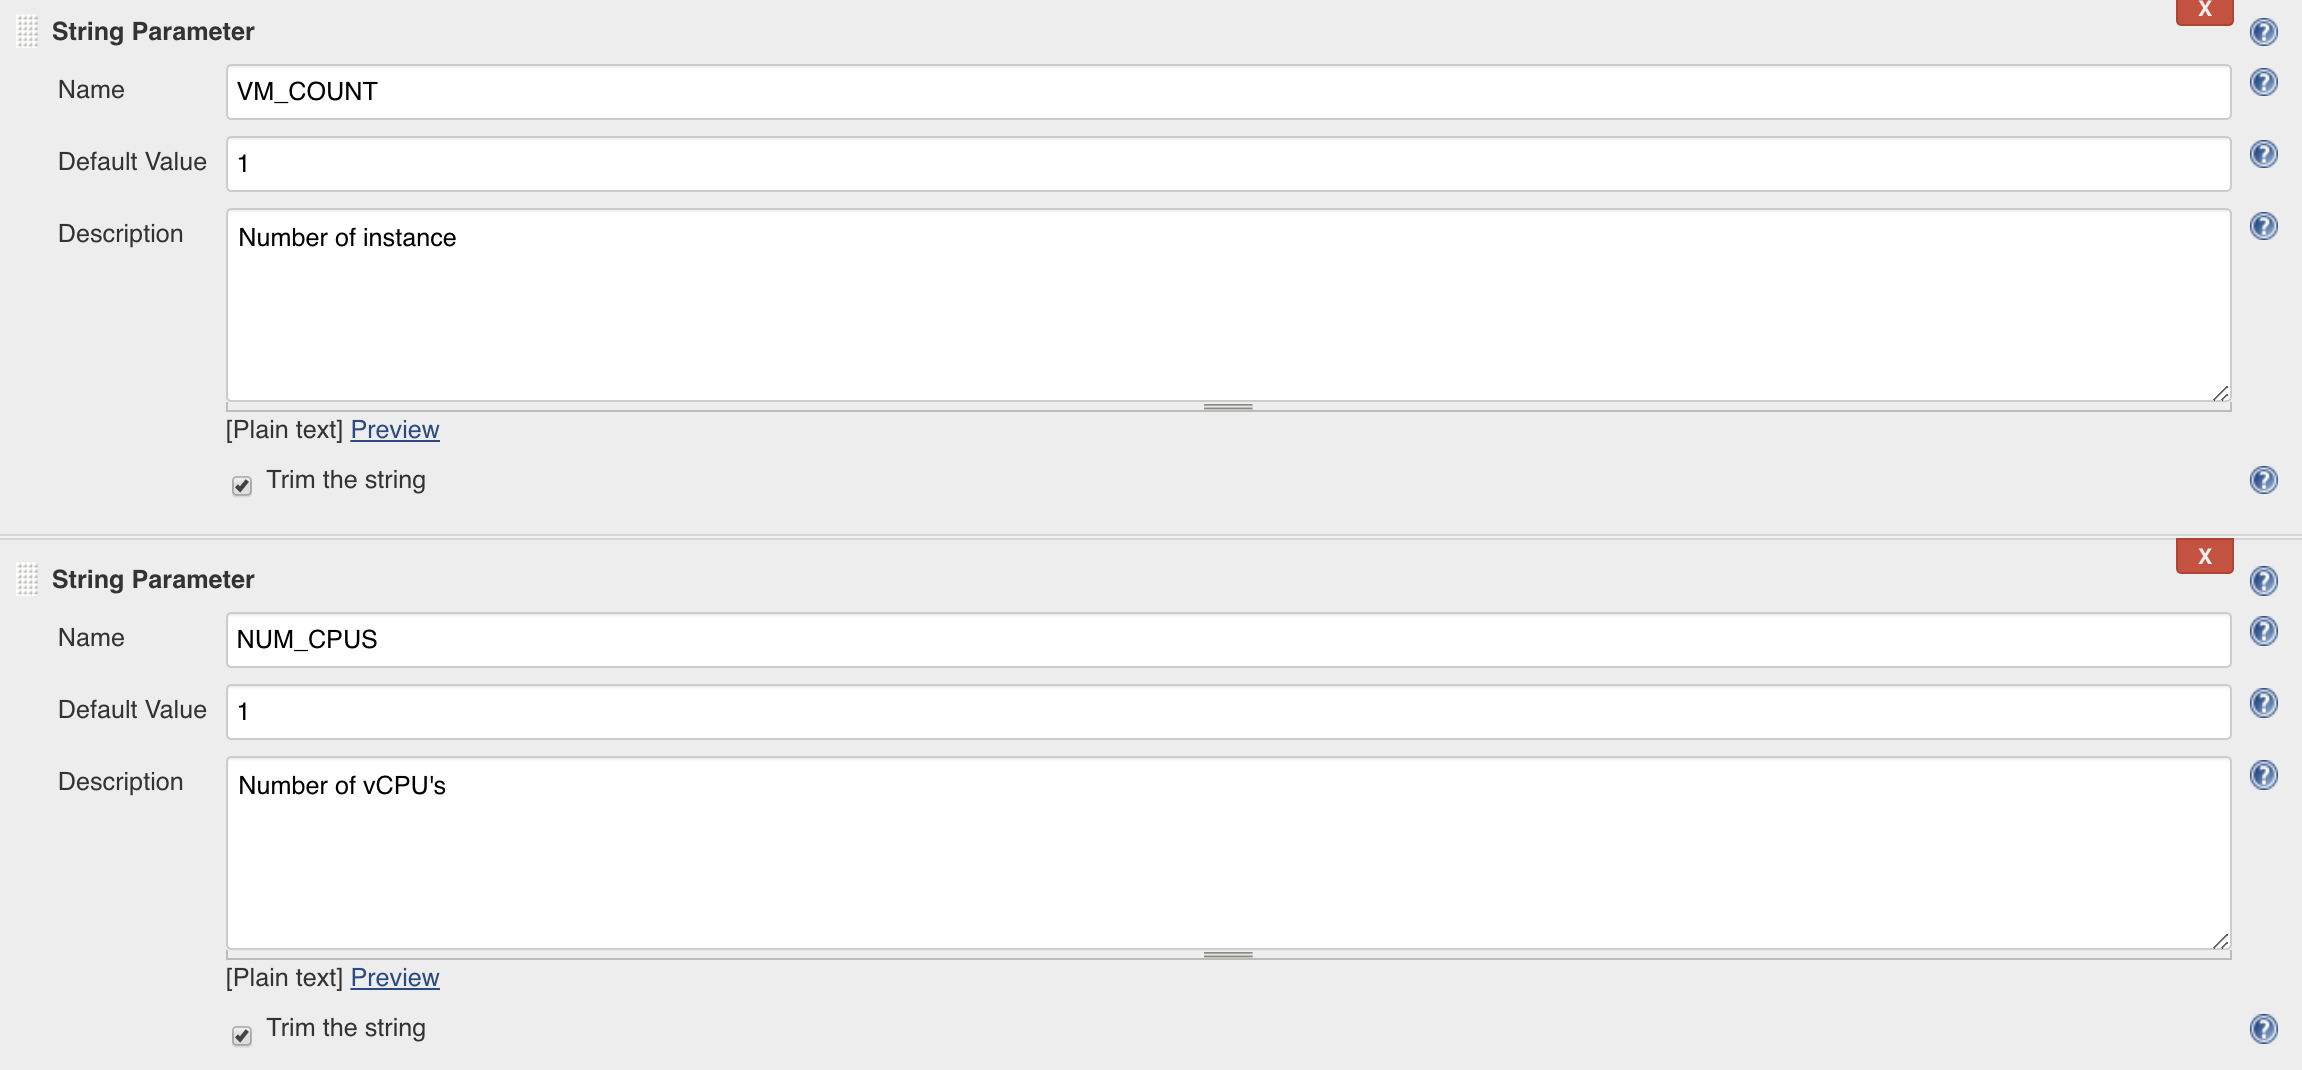 String Parameter
X
Name
VM_COUNT
Default Value
1
Description
Number of instance
[Plain text] Preview
Trim the string
String Parameter
X
Name
NUM_CPUS
Default Value
1
Description
Number of vCPU's
[Plain text] Preview
Trim the string